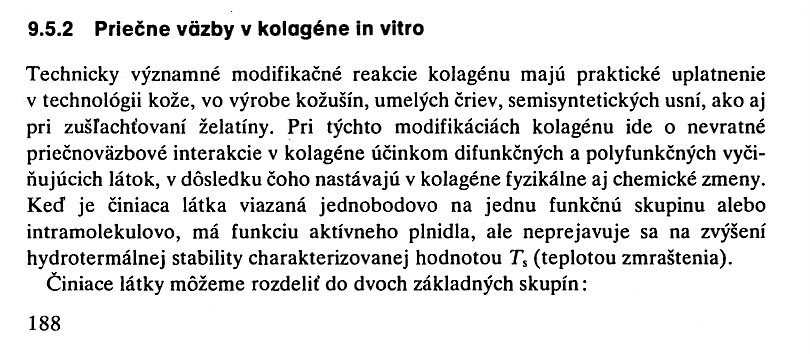 9.5.2 Priečne väzby v kolagéne in vitro
Technicky významné modifikačné reakcie kolagénu majú praktické uplatnenie
v technológii kože, vo výrobe kožušín, umelých čriev, semisyntetických usní, ako aj
pri zušľachťovaní želatíny. Pri týchto modifikáciách kolagénu ide o nevratné
priečnoväzbové interakcie v kolagéne účinkom difunkčných a polyfunkčných vyči-
ňujúcich látok, v dôsledku čoho nastávajú v kolagéne fyzikálne aj chemické zmeny.
Keď je činiaca látka viazaná jednobodovo na jednu funkčnú skupinu alebo
intramolekulovo, má funkciu aktívneho plnidla, ale neprejavuje sa na zvýšení
hydrotermálnej stability charakterizovanej hodnotou Ts (teplotou zmraštenia).
Činiace látky môžeme rozdeliť do dvoch základných skupín:
188